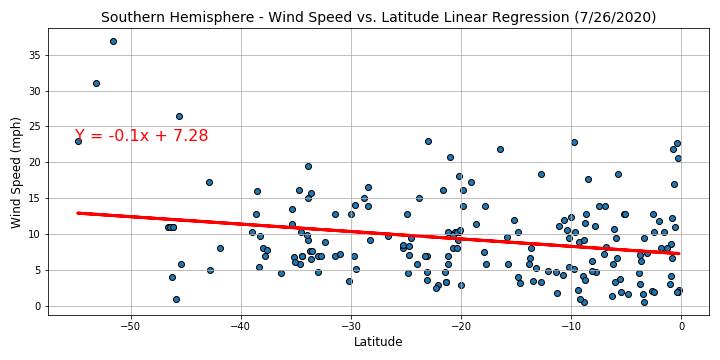 Southern Hemisphere - Wind Speed vs. Latitude Linear Regression (7/26/2020)
35
30
25
Y = -0.1x + 7.28
20
15
10
5
0
Wind Speed (mph)
−50 −40 −30 −20 −10 0
Latitude